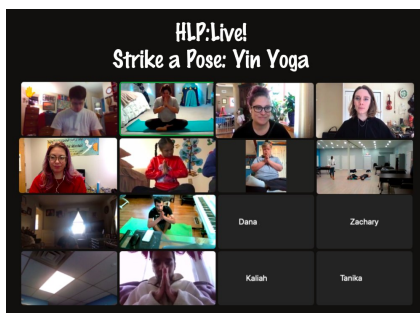 HLP:Live!
Strike a Pose: Yin Yoga
Dana
Zachary
Kaliah
Tanika